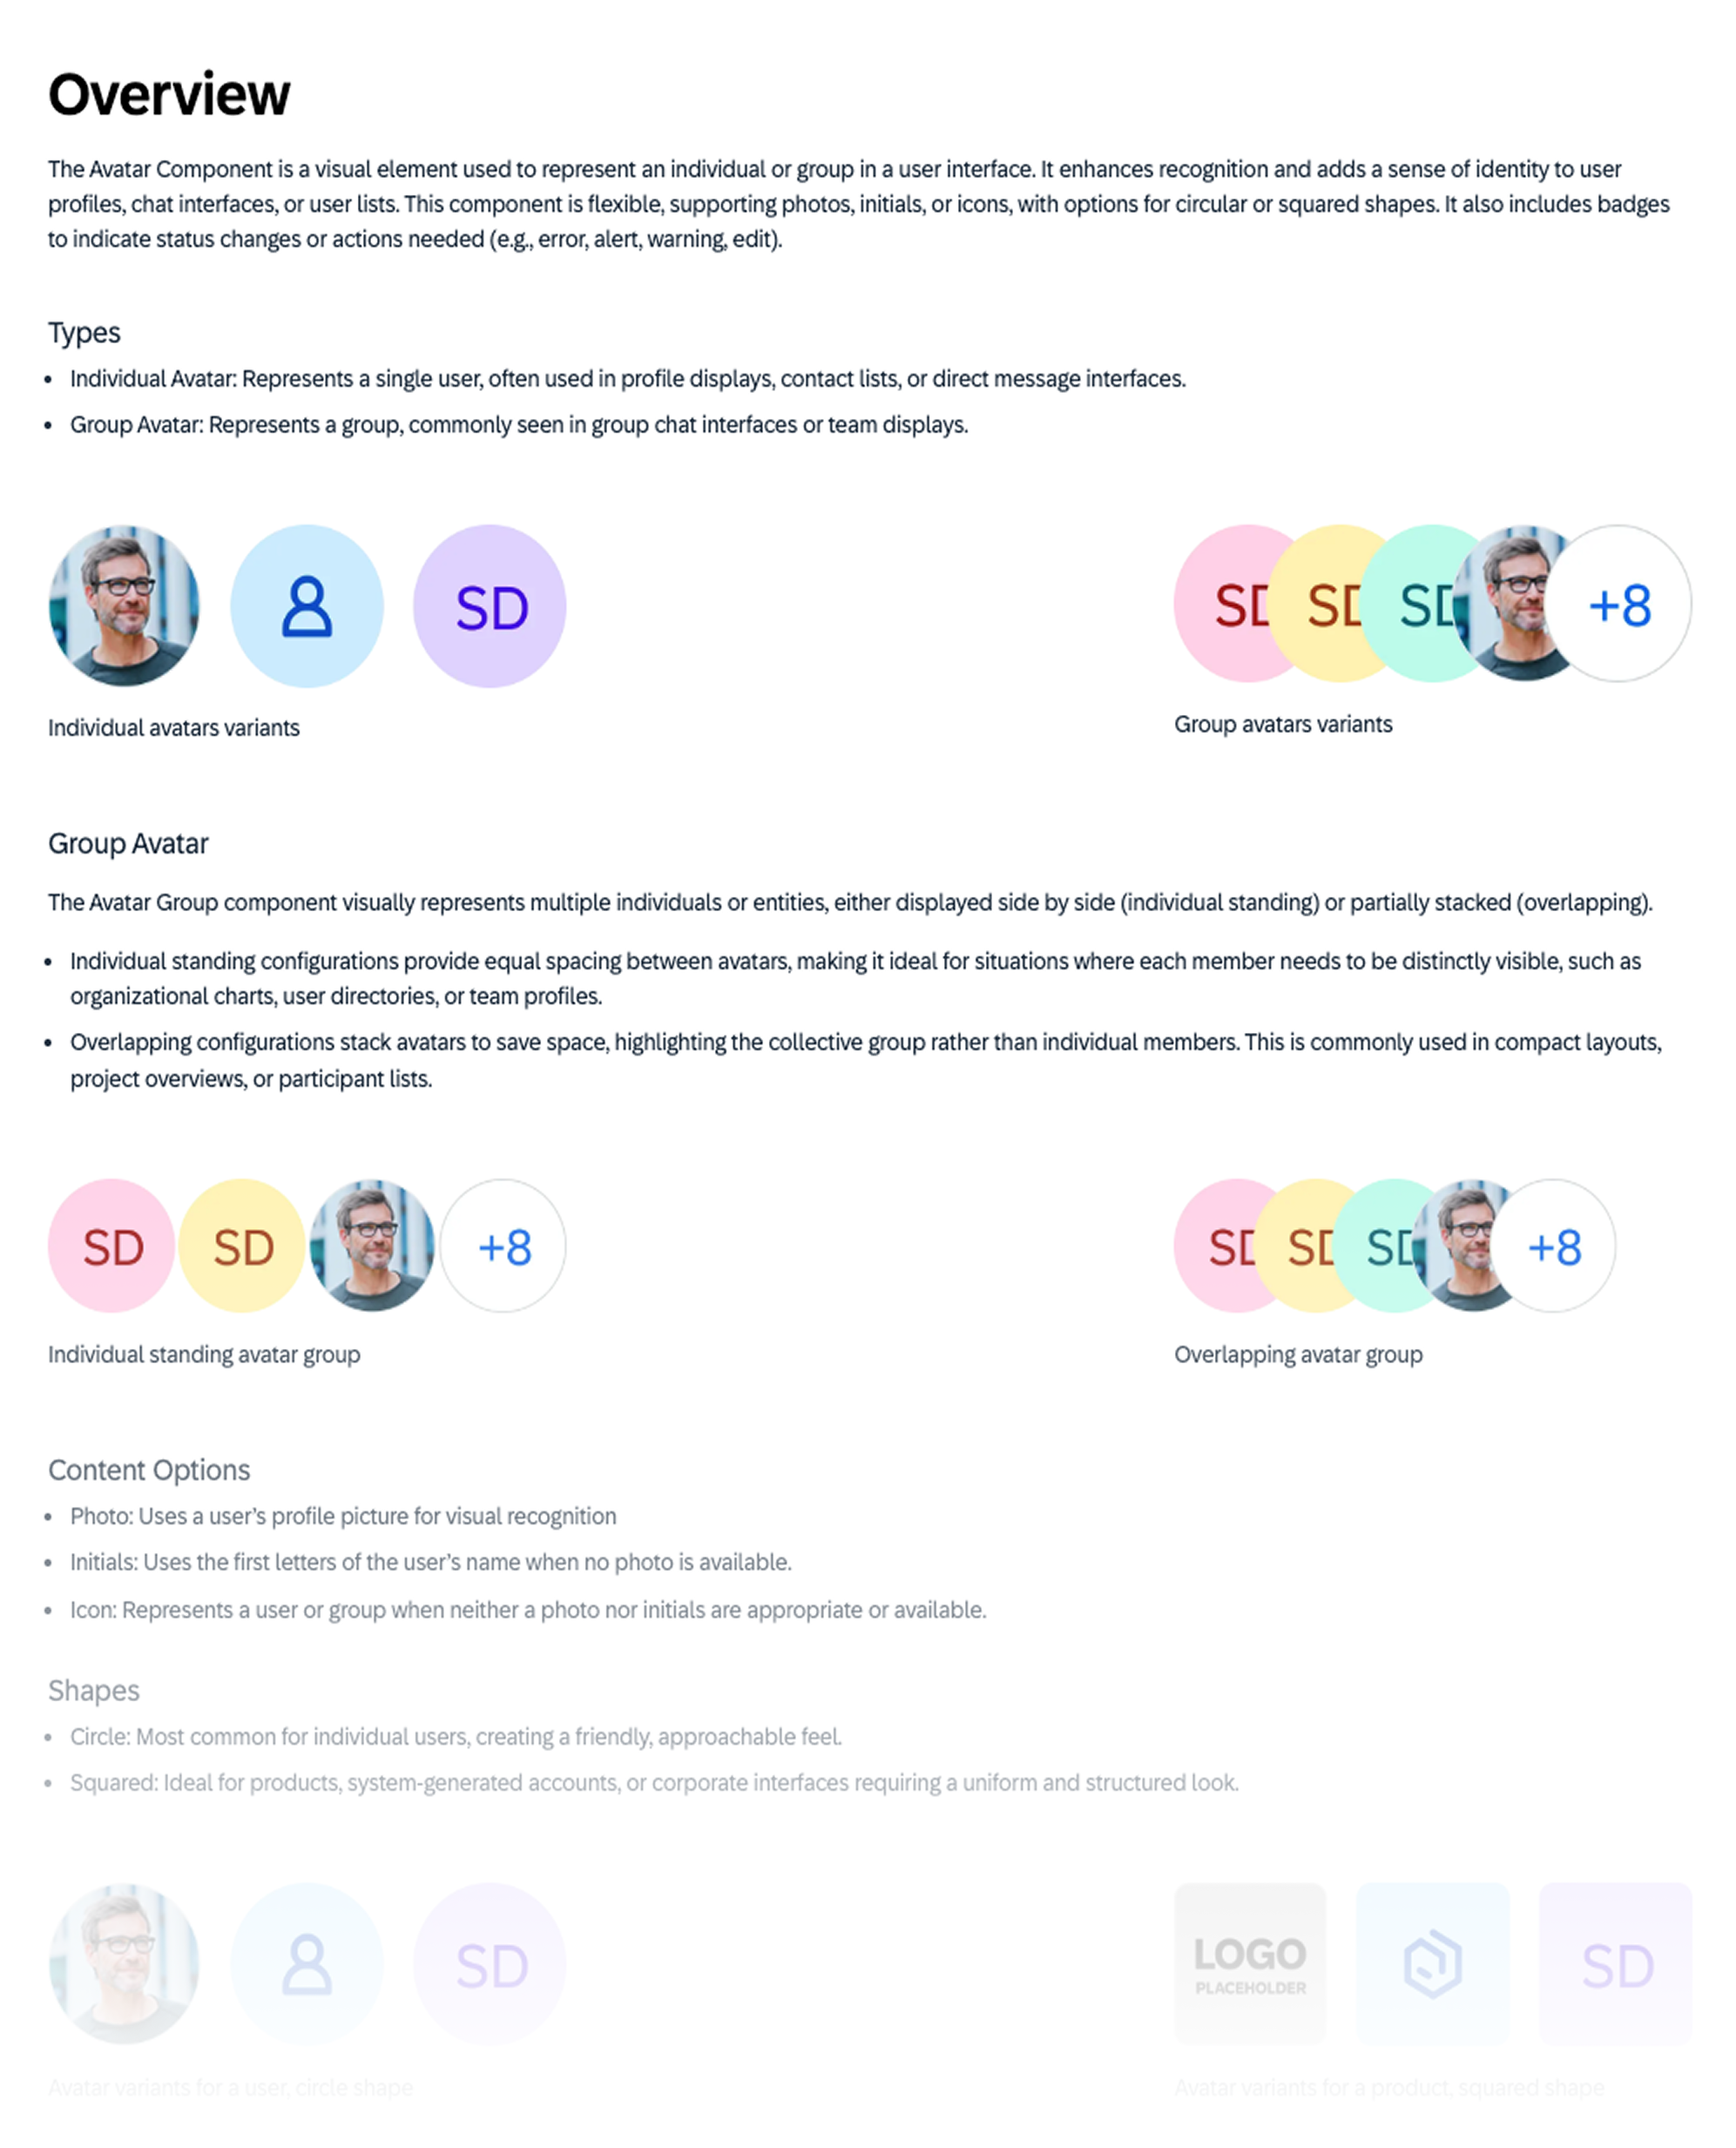 Overview
The Avatar Component is a visual element used to represent an individual or group in a user interface. It enhances recognition and adds a sense of identity to user
profiles, chat interfaces, or user lists. This component is flexible, supporting photos, initials, or icons, with options for circular or squared shapes. It also includes badges
to indicate status changes or actions needed (e.g., error, alert, warning, edit).
Types
• Individual Avatar: Represents a single user, often used in profile displays, contact lists, or direct message interfaces.
• Group Avatar: Represents a group, commonly seen in group chat interfaces or team displays.
SD
SD SD SD +8
Individual avatars variants
Group avatars variants
Group Avatar
The Avatar Group component visually represents multiple individuals or entities, either displayed side by side (individual standing) or partially stacked (overlapping).
• Individual standing configurations provide equal spacing between avatars, making it ideal for situations where each member needs to be distinctly visible, such as
organizational charts, user directories, or team profiles.
• Overlapping configurations stack avatars to save space, highlighting the collective group rather than individual members. This is commonly used in compact layouts,
project overviews, or participant lists.
SD SD +8
SD SD SD +8
Individual standing avatar group
Overlapping avatar group
Content Options
• Photo: Uses a user’s profile picture for visual recognition
• Initials: Uses the first letters of the user’s name when no photo is available.
• Icon: Represents a user or group when neither a photo nor initials are appropriate or available.
Shapes
• Circle: Most common for individual users, creating a friendly, approachable feel.
• Squared: Ideal for products, system-generated accounts, or corporate interfaces requiring a uniform and structured look.
SD
LOGO
PLACEHOLDER
SD
Avatar variants for a user, circle shape
Avatar variants for a product, squared shape